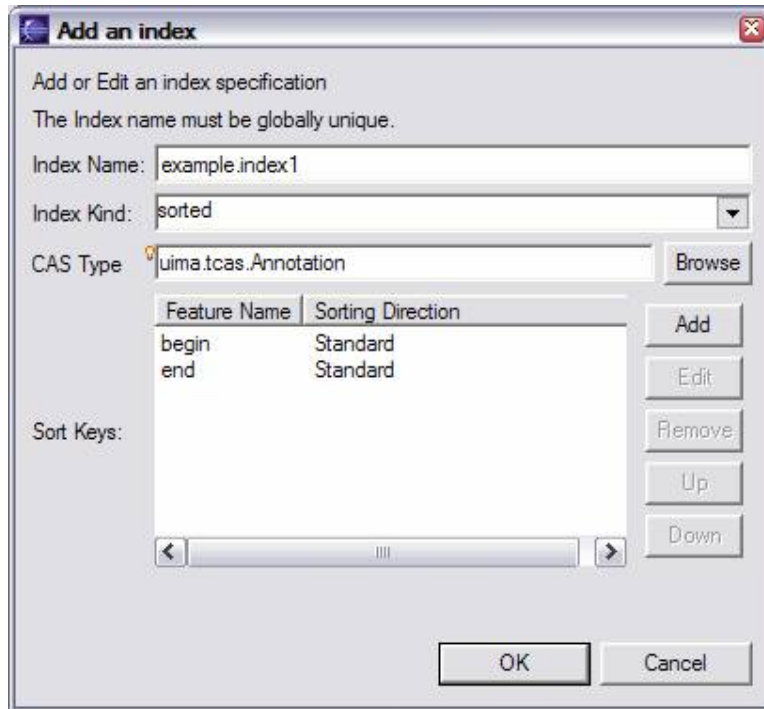 Add an index
Add or Edit an index specification
The Index name must be globally unique.
Index Name: example.index1
Index Kind: sorted
CAS Type uima.tcas.Annotation Browse
Feature Name Sorting Direction Add
begin Standard
end Standard Edit
Sort Keys: Remove
Up
Down
OK Cancel